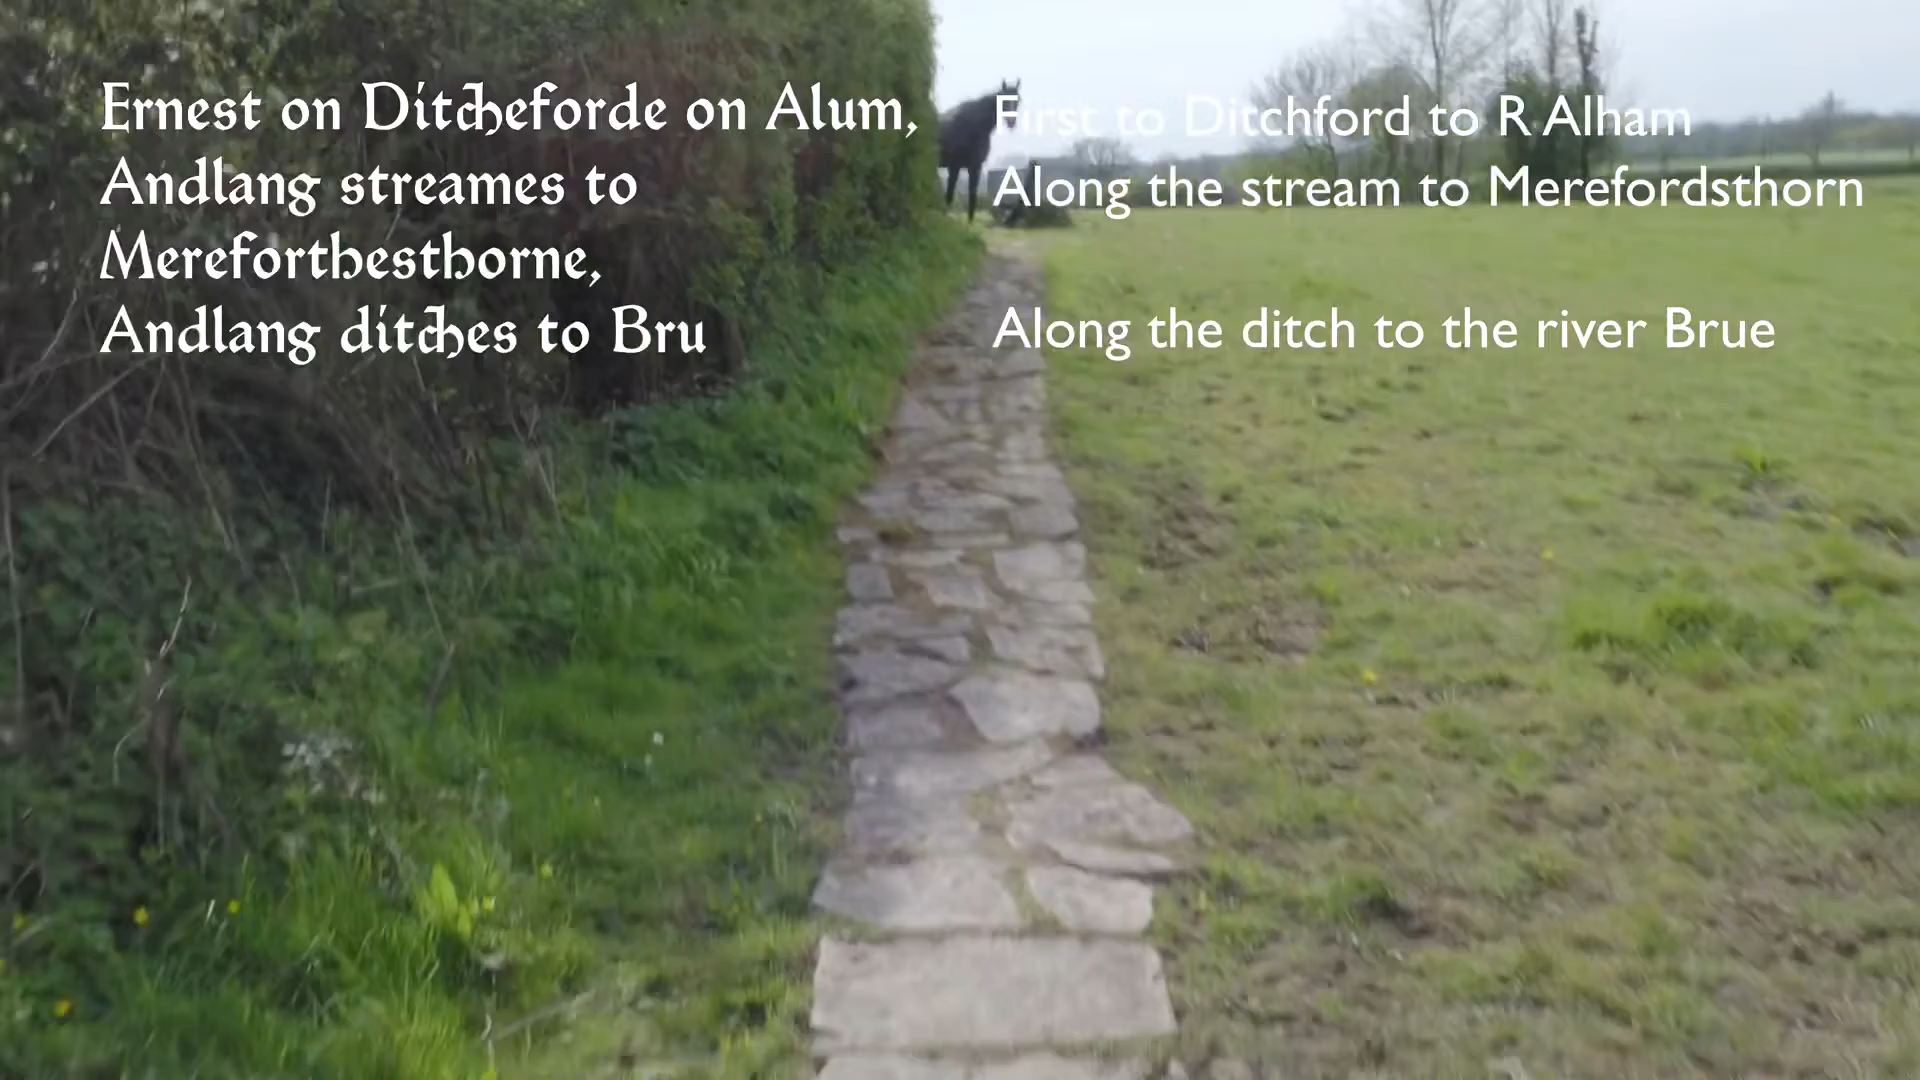 Ernest on Ditcheforde on Alum,
Andlang streames to
Mereforthesthorne,
Andlang ditches to Bru
First to Ditchford to R Alham
Along the stream to Merefordsthorn
Along the ditch to the river Brue